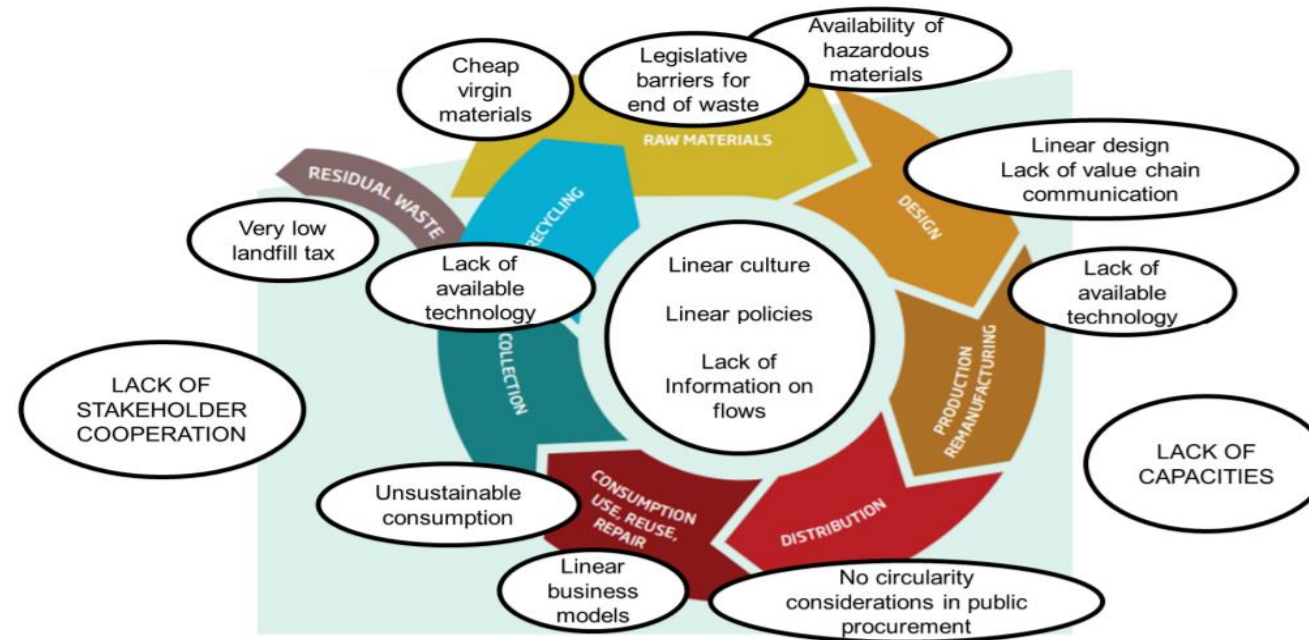 Availability of
hazardous
materials
Legislative
barriers for
end of waste
Cheap
virgin
materials
RAW MATERIALS
Linear design
Lack of value chain
communication
RESIDUAL WASTE
RECYCLING
DESIGN
Very low
landfill tax
Lack of
available
technology
Linear culture
Linear policies
Lack of
Information on
flows
Lack of
available
technology
COLLECTION
PRODUCTION
REMANUFACTURING
LACK OF
STAKEHOLDER
COOPERATION
LACK OF
CAPACITIES
Unsustainable
consumption
CONSUMPTION
USE, REUSE,
REPAIR
DISTRIBUTION
Linear
business
models
No circularity
considerations in public
procurement